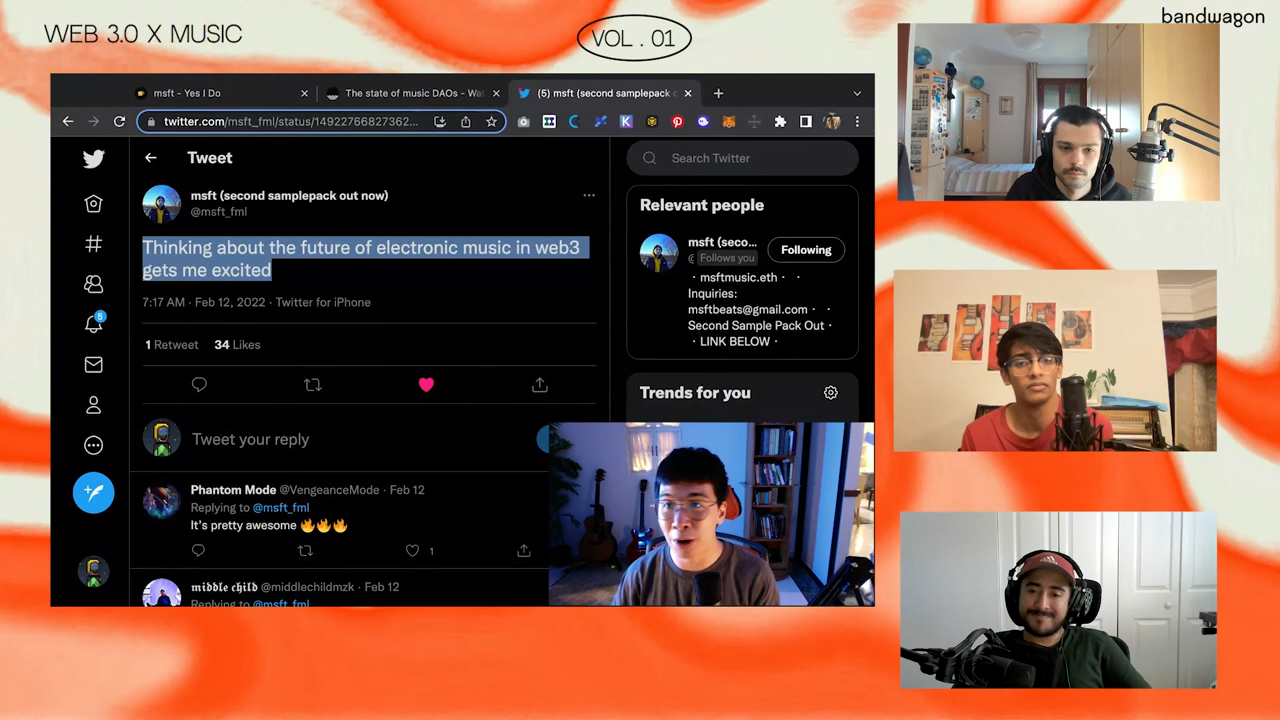 WEB 3.0 X MUSIC
VOL . 01
bandwagon
msft - Yes I Do
The state of music DAOs - Wat
(5) msft (second samplepack o
twitter.com/msft_fml/status/14922766827362...
Tweet
msft (second samplepack out now)
@msft_fml
Thinking about the future of electronic music in web3
gets me excited
7:17 AM · Feb 12, 2022 · Twitter for iPhone
1 Retweet 34 Likes
Tweet your reply
Phantom Mode @VengeanceMode · Feb 12
Replying to @msft_fml
It's pretty awesome 🔥🔥🔥
1
𝖒𝖎𝖉𝖉𝖑𝖊 𝖈𝖍𝖎𝖑𝖉 @middlechildmzk · Feb 12
Replying to @msft_fml
5
Search Twitter
Relevant people
msft (seco...
Follows you
Following
· msftmusic.eth · ·
Inquiries:
msftbeats@gmail.com ·
Second Sample Pack Out ·
· LINK BELOW ·
Trends for you